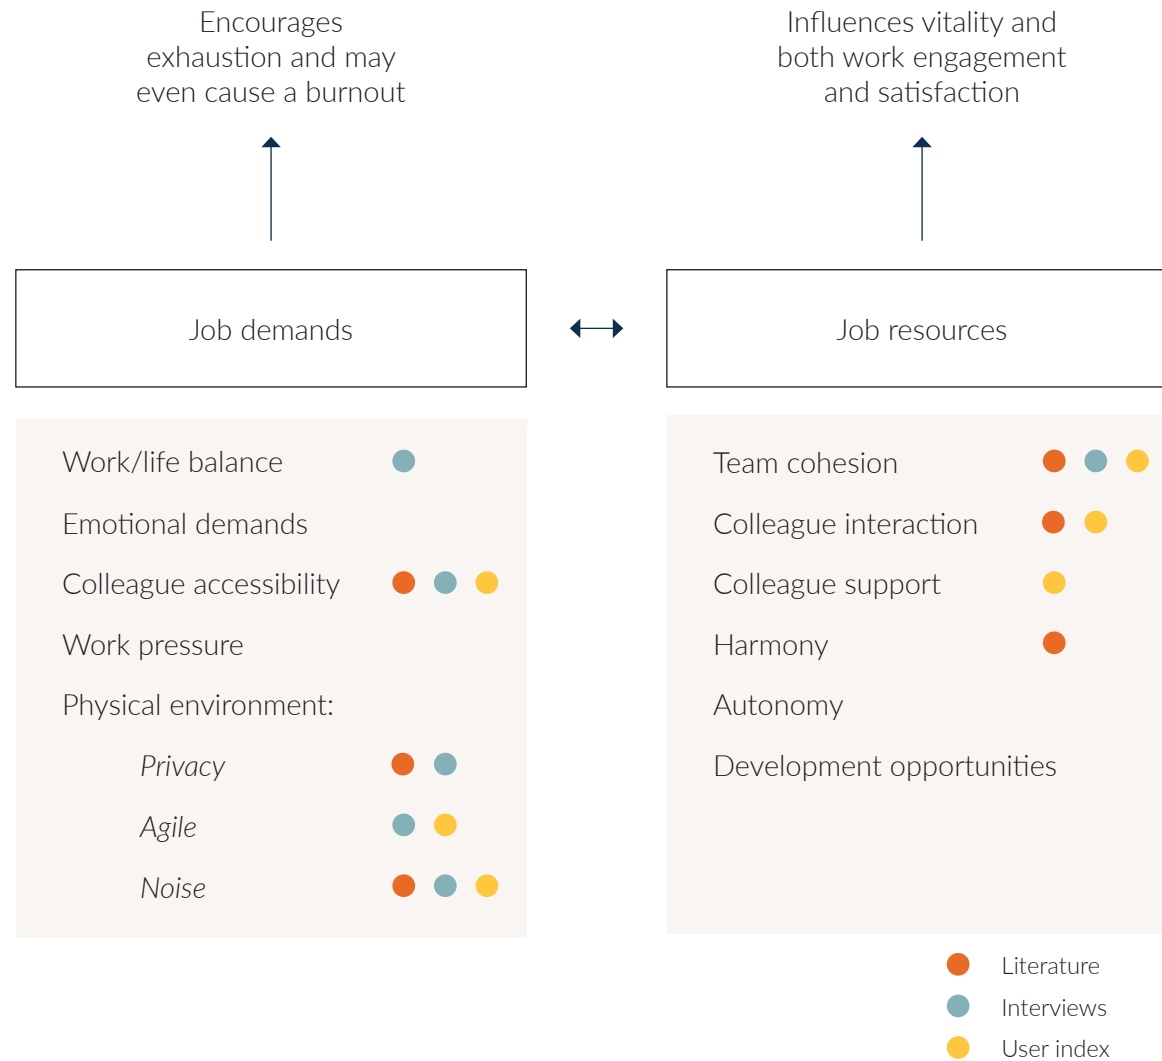 Encourages
exhaustion and may
even cause a burnout
Influences vitality and
both work engagement
and satisfaction
Job demands
Job resources
Work/life balance
Emotional demands
Colleague accessibility
Work pressure
Physical environment:
Privacy
Agile
Noise
Team cohesion
Colleague interaction
Colleague support
Harmony
Autonomy
Development opportunities
Literature
Interviews
User index